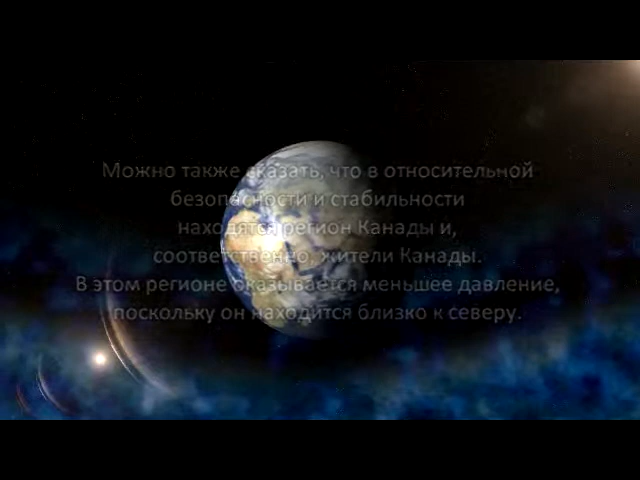 Можно также сказать, что в относительной
безопасности и стабильности
находятся регион Канады и,
соответственно, жители Канады.
В этом регионе оказывается меньшее давление,
поскольку он находится близко к северу.